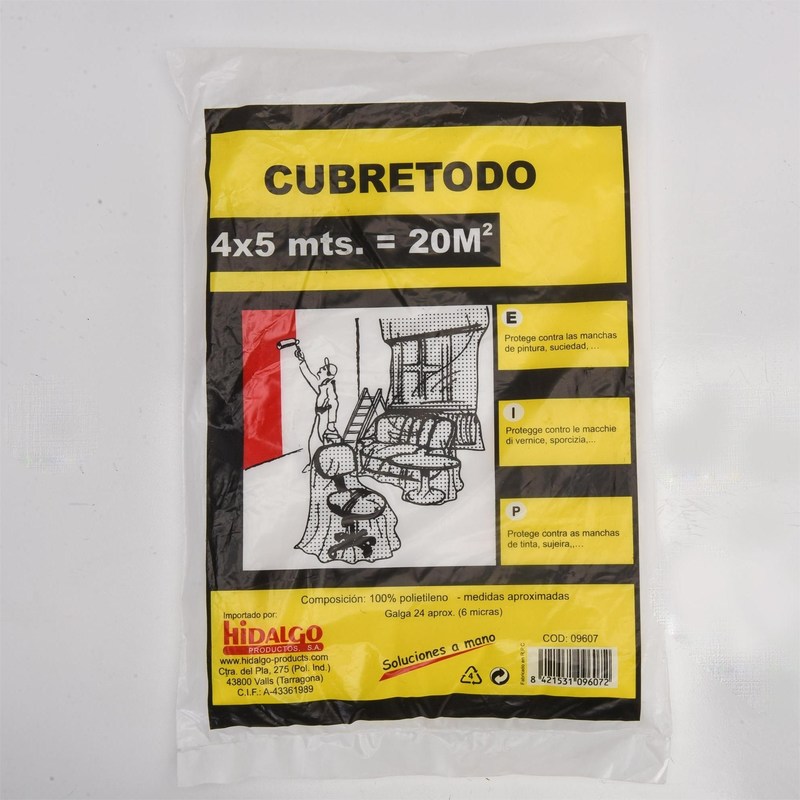 CUBRETODO
4x5 mts. = 20M²
E
Protege contra las manchas
de pintura, suciedad,...
I
Protegge contro le macchie
di vernice, sporcizia,...
P
Protege contra as manchas
de tinta, sujeira,,...
Composición: 100% polietileno - medidas aproximadas
Galga 24 aprox. (6 micras)
Importado por:
HIDALGO
PRODUCTOS, S.A.
www.hidalgo-products.com
Ctra. del Pla, 275 (Pol. Ind.)
43800 Valls (Tarragona)
C.I.F.: A-43361989
Soluciones a mano
4
Fabricado en R.P.C.
COD: 09607
8 421531 096072